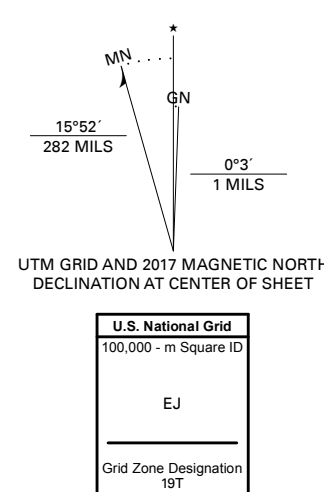 ★
MN
GN
15°52´
282 MILS
0°3´
1 MILS
UTM GRID AND 2017 MAGNETIC NORTH
DECLINATION AT CENTER OF SHEET
U.S. National Grid
100,000 - m Square ID
EJ
Grid Zone Designation
19T